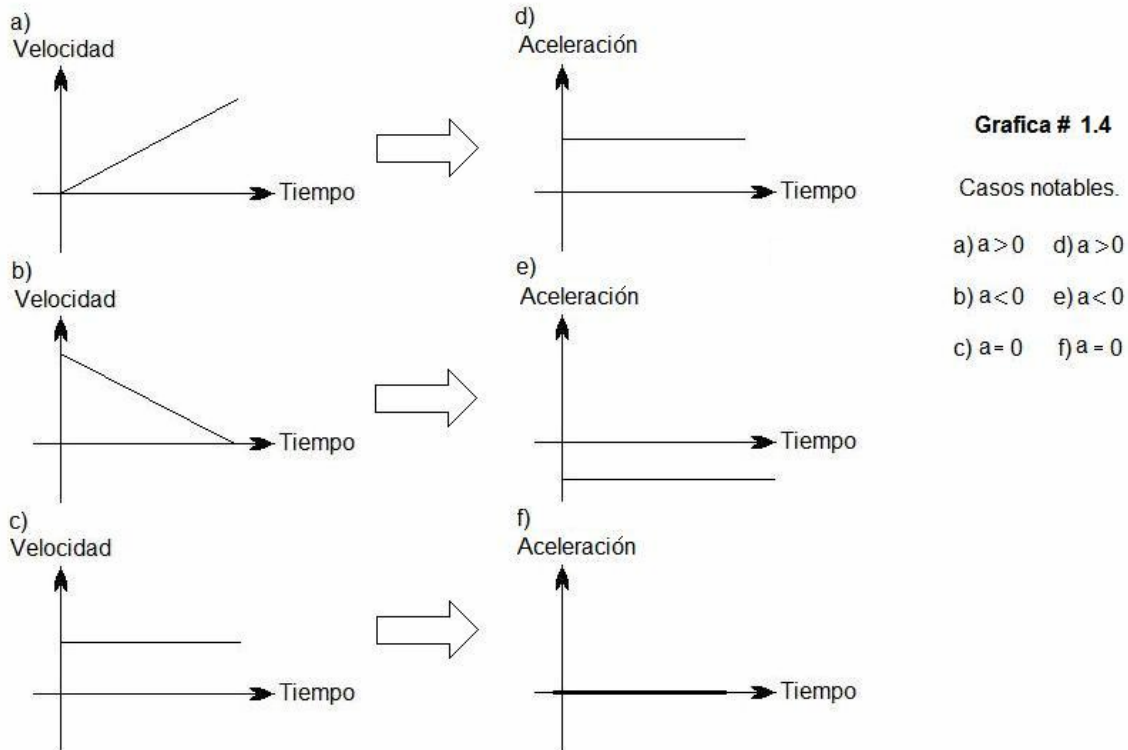 a)
Velocidad
Tiempo
d)
Aceleración
Tiempo
b)
Velocidad
Tiempo
e)
Aceleración
Tiempo
c)
Velocidad
Tiempo
f)
Aceleración
Tiempo
Grafica # 1.4
Casos notables.
a) a > 0 d) a > 0
b) a < 0 e) a < 0
c) a = 0 f) a = 0